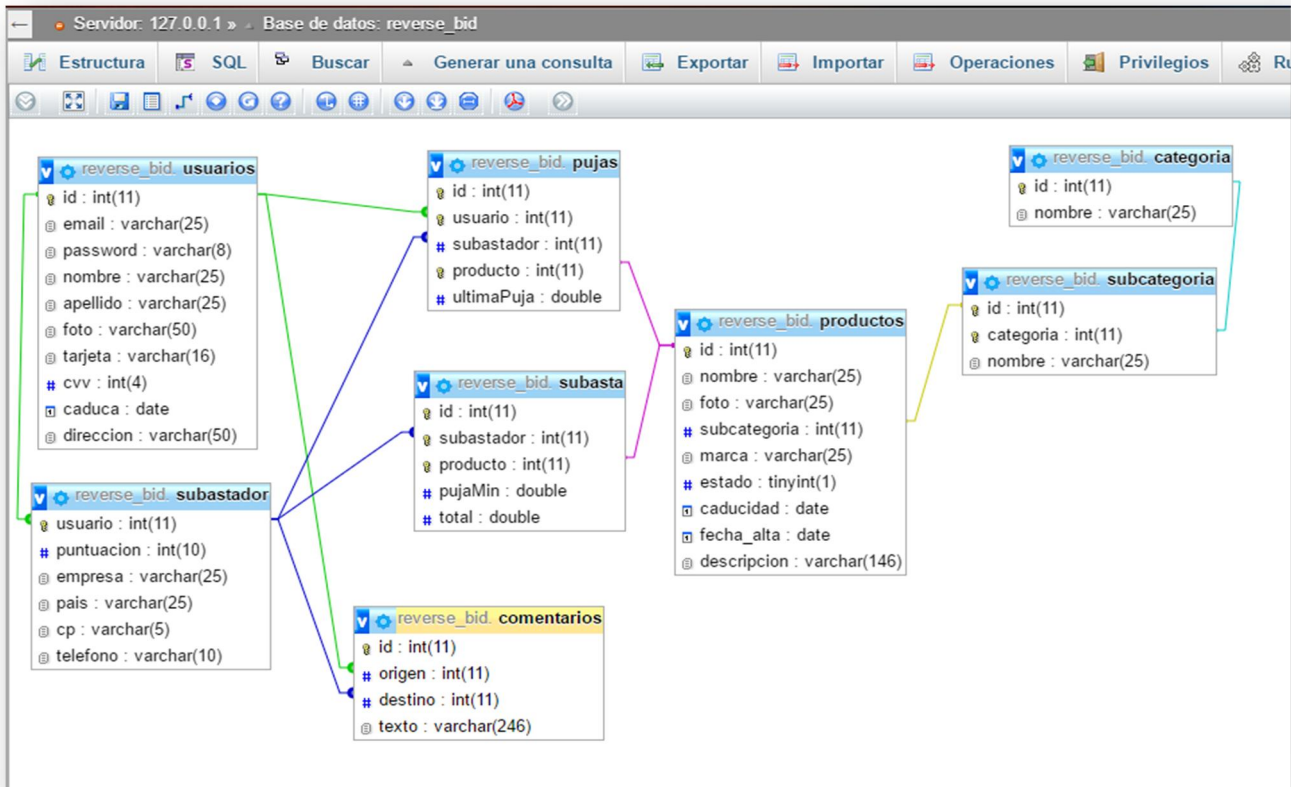 Servidor: 127.0.0.1 » Base de datos: reverse_bid
Estructura SQL Buscar Generar una consulta Exportar Importar Operaciones Privilegios Ru
reverse_bid. usuarios
id : int(11)
email : varchar(25)
password : varchar(8)
nombre : varchar(25)
apellido : varchar(25)
foto : varchar(50)
tarjeta : varchar(16)
cvv : int(4)
caduca : date
direccion : varchar(50)
reverse_bid. subastador
usuario : int(11)
puntuacion : int(10)
empresa : varchar(25)
pais : varchar(25)
cp : varchar(5)
telefono : varchar(10)
reverse_bid. pujas
id : int(11)
usuario : int(11)
subastador : int(11)
producto : int(11)
ultimaPuja : double
reverse_bid. subasta
id : int(11)
subastador : int(11)
producto : int(11)
pujaMin : double
total : double
reverse_bid. comentarios
id : int(11)
origen : int(11)
destino : int(11)
texto : varchar(246)
reverse_bid. productos
id : int(11)
nombre : varchar(25)
foto : varchar(25)
subcategoria : int(11)
marca : varchar(25)
estado : tinyint(1)
caducidad : date
fecha_alta : date
descripcion : varchar(146)
reverse_bid. categoria
id : int(11)
nombre : varchar(25)
reverse_bid. subcategoria
id : int(11)
categoria : int(11)
nombre : varchar(25)